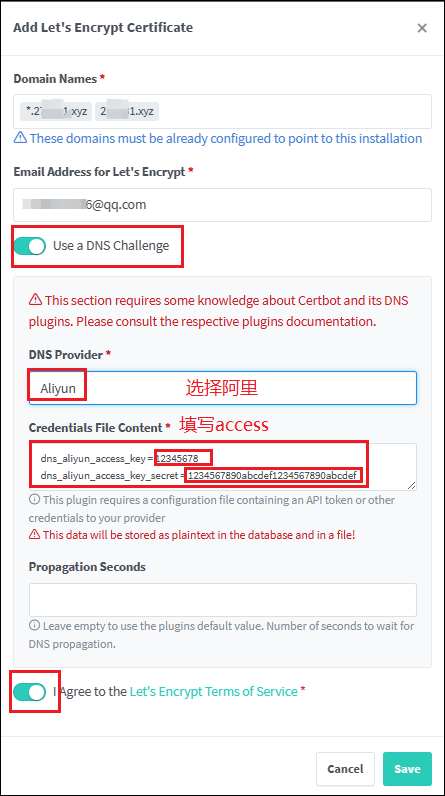 Add Let's Encrypt Certificate
Domain Names *
*.2 1.xyz 2 1.xyz
These domains must be already configured to point to this installation
Email Address for Let's Encrypt *
6@qq.com
Use a DNS Challenge
This section requires some knowledge about Certbot and its DNS
plugins. Please consult the respective plugins documentation.
DNS Provider *
Aliyun 选择阿里
Credentials File Content * 填写access
dns_aliyun_access_key = 12345678
dns_aliyun_access_key_secret = 1234567890abcdef1234567890abcdef
This plugin requires a configuration file containing an API token or other
credentials to your provider
This data will be stored as plaintext in the database and in a file!
Propagation Seconds
Leave empty to use the plugins default value. Number of seconds to wait for
DNS propagation.
I Agree to the Let's Encrypt Terms of Service *
Cancel Save